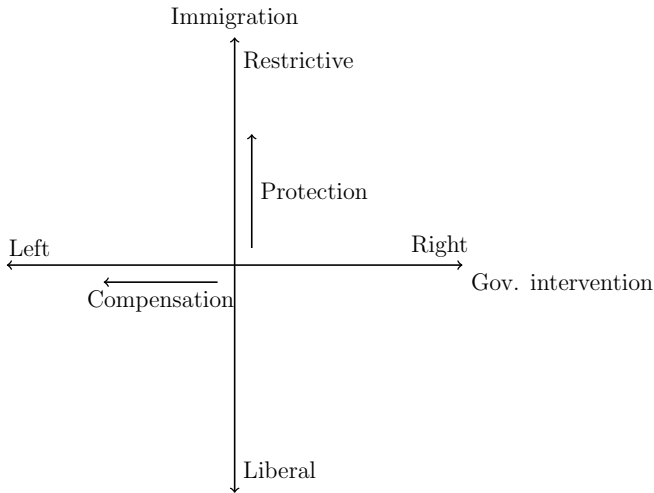 Immigration
Restrictive
Protection
Left
Right
Gov. intervention
Compensation
Liberal